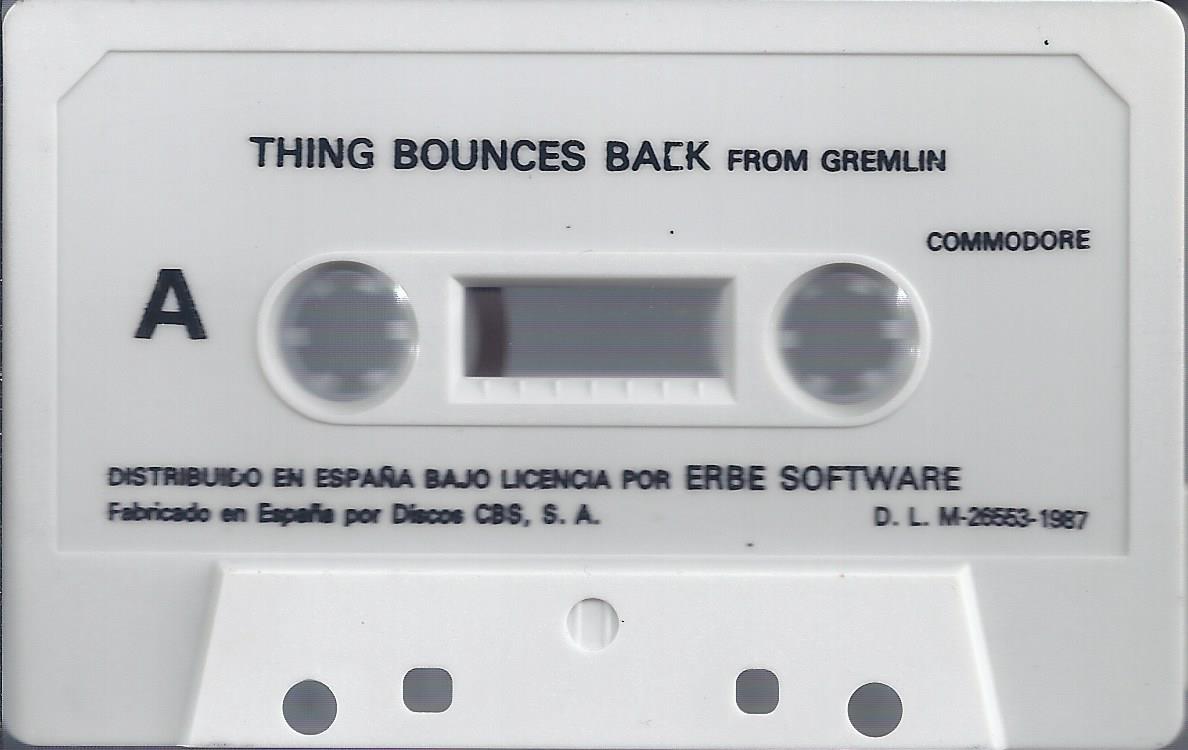 THING BOUNCES BACK FROM GREMLIN
COMMODORE
A
DISTRIBUIDO EN ESPAÑA BAJO LICENCIA POR ERBE SOFTWARE
Fabricado en España por Discos CBS, S. A.
D. L. M-26553-1987